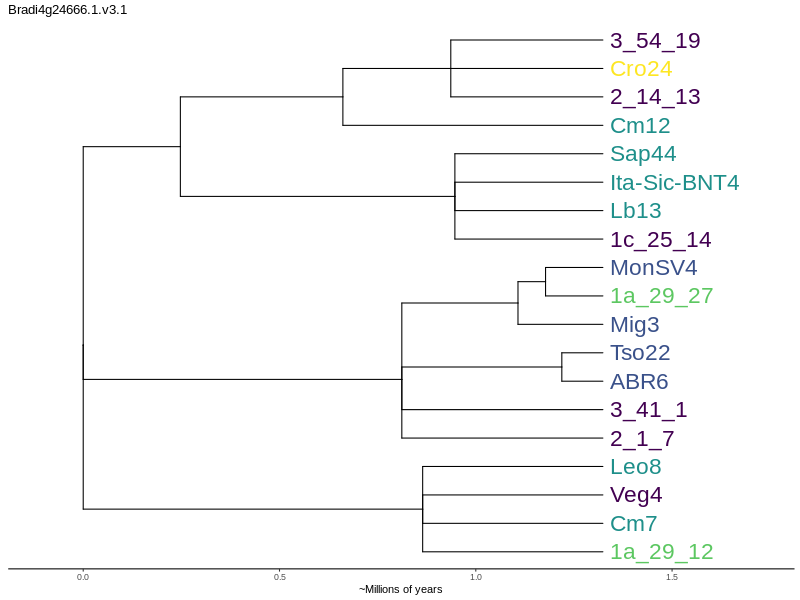 Bradi4g24666.1.v3.1
3_54_19
Cro24
2_14_13
Cm12
Sap44
Ita-Sic-BNT4
Lb13
1c_25_14
MonSV4
1a_29_27
Mig3
Tso22
ABR6
3_41_1
2_1_7
Leo8
Veg4
Cm7
1a_29_12
0.0 0.5 1.0 1.5
~Millions of years